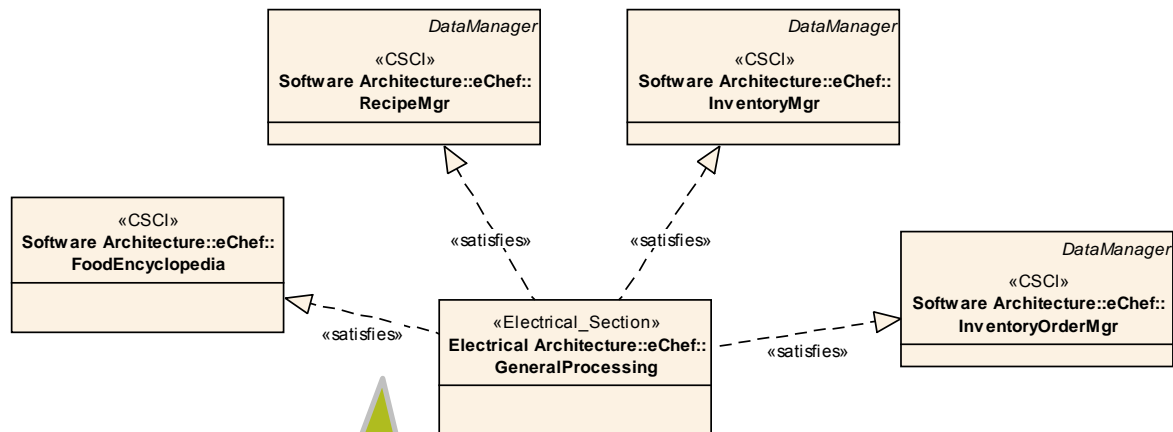 DataManager
«CSCI»
Software Architecture::eChef::
RecipeMgr
DataManager
«CSCI»
Software Architecture::eChef::
InventoryMgr
«CSCI»
Software Architecture::eChef::
FoodEncyclopedia
«satisfies»
«satisfies»
DataManager
«CSCI»
Software Architecture::eChef::
InventoryOrderMgr
«satisfies»
«satisfies»
«Electrical_Section»
Electrical Architecture::eChef::
GeneralProcessing